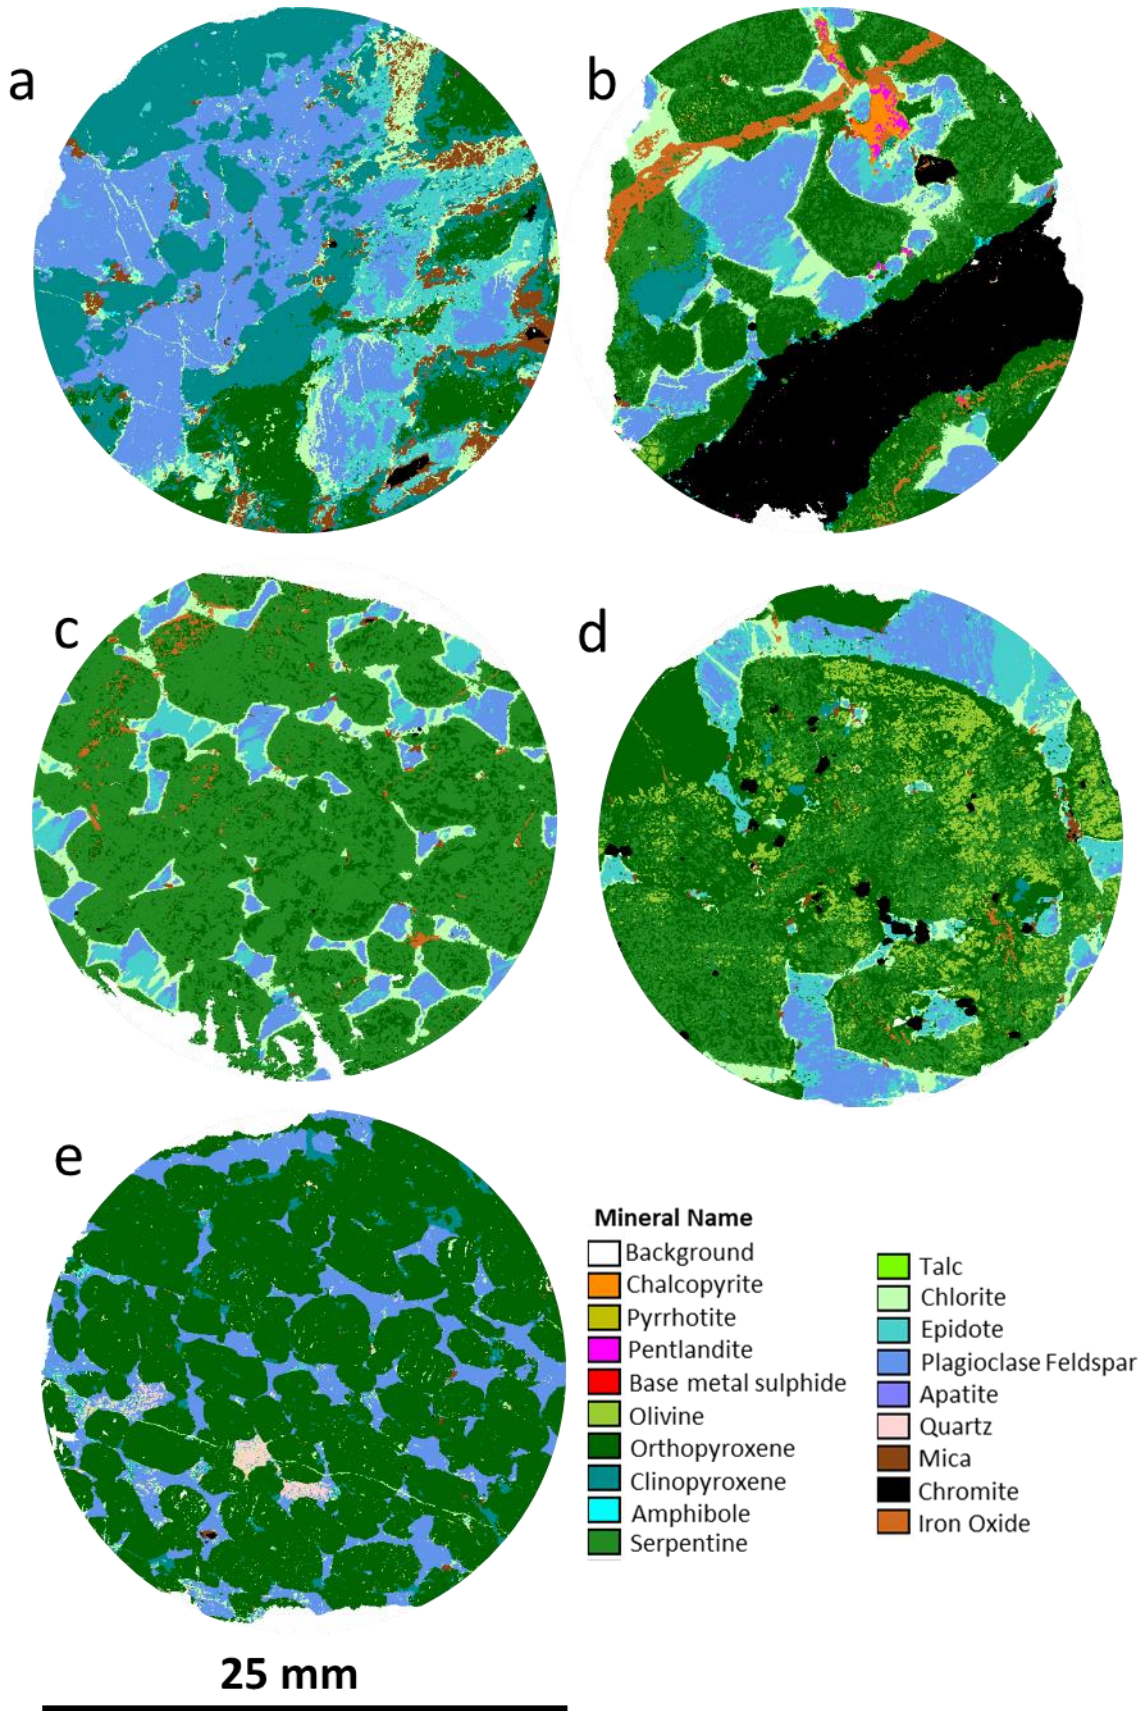 a
b
c
d
e
Mineral Name
Background
Chalcopyrite
Pyrrhotite
Pentlandite
Base metal sulphide
Olivine
Orthopyroxene
Clinopyroxene
Amphibole
Serpentine
Talc
Chlorite
Epidote
Plagioclase Feldspar
Apatite
Quartz
Mica
Chromite
Iron Oxide
25 mm